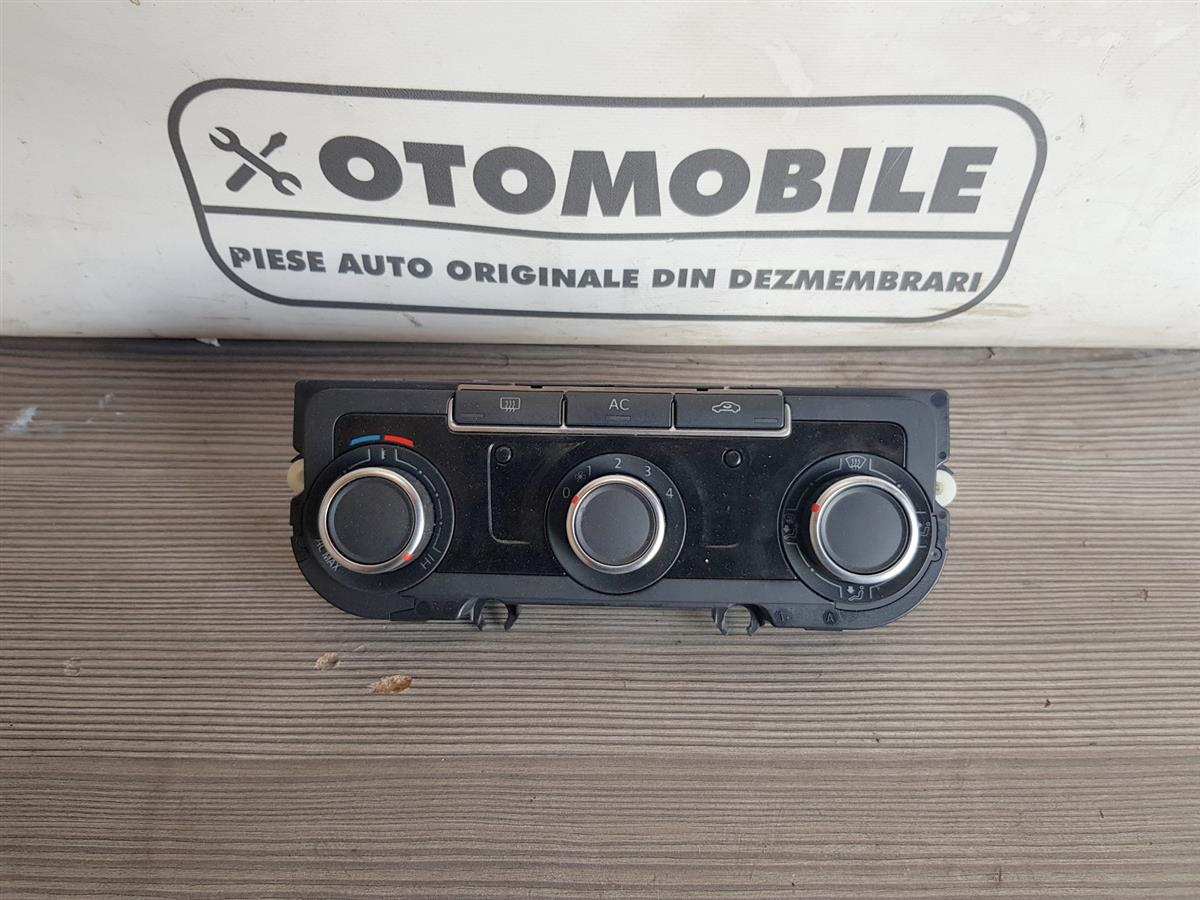 OTOMOBILE
PIESE AUTO ORIGINALE DIN DEZMEMBRARI
AC
0 1 2 3 4
AC MAX
HI
A